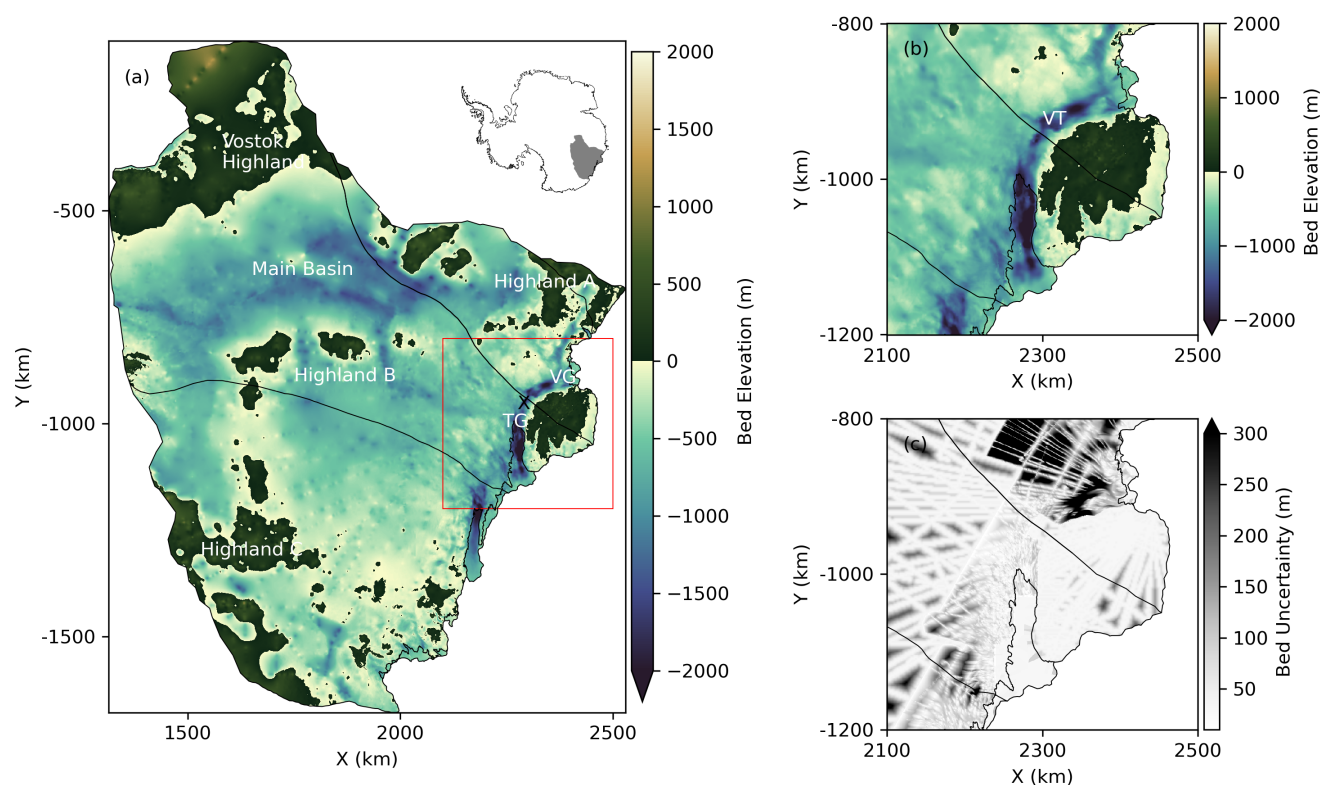 (a)
Vostok
Highland
Main Basin
Highland A
Highland B
VG
TG
Highland C
-500
-1000
-1500
Y (km)
1500
2000
2500
X (km)
2000
1500
1000
500
0
−500
−1000
−1500
−2000
Bed Elevation (m)
(b)
VT
-800
-1000
-1200
Y (km)
2100
2300
2500
X (km)
2000
1000
0
−1000
−2000
Bed Elevation (m)
(c)
-800
-1000
-1200
Y (km)
2100
2300
2500
X (km)
300
250
200
150
100
50
Bed Uncertainty (m)